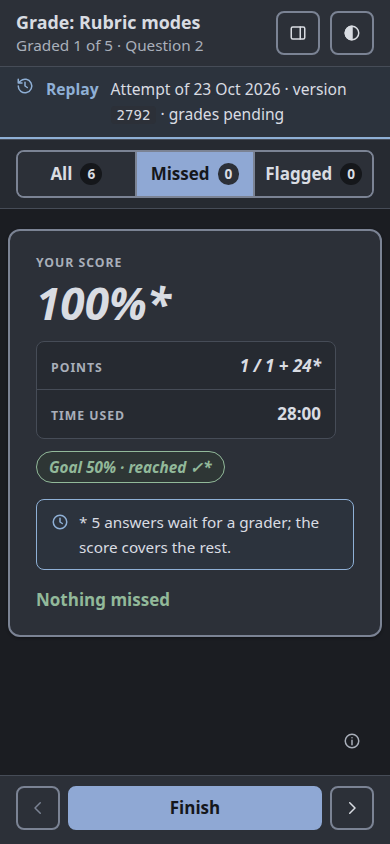 Grade: Rubric modes
Graded 1 of 5 · Question 2
Replay Attempt of 23 Oct 2026 · version
2792 · grades pending
All 6 Missed 0 Flagged 0
YOUR SCORE
100%*
POINTS 1 / 1 + 24*
TIME USED 28:00
Goal 50% · reached ✓*
* 5 answers wait for a grader; the
score covers the rest.
Nothing missed
Finish